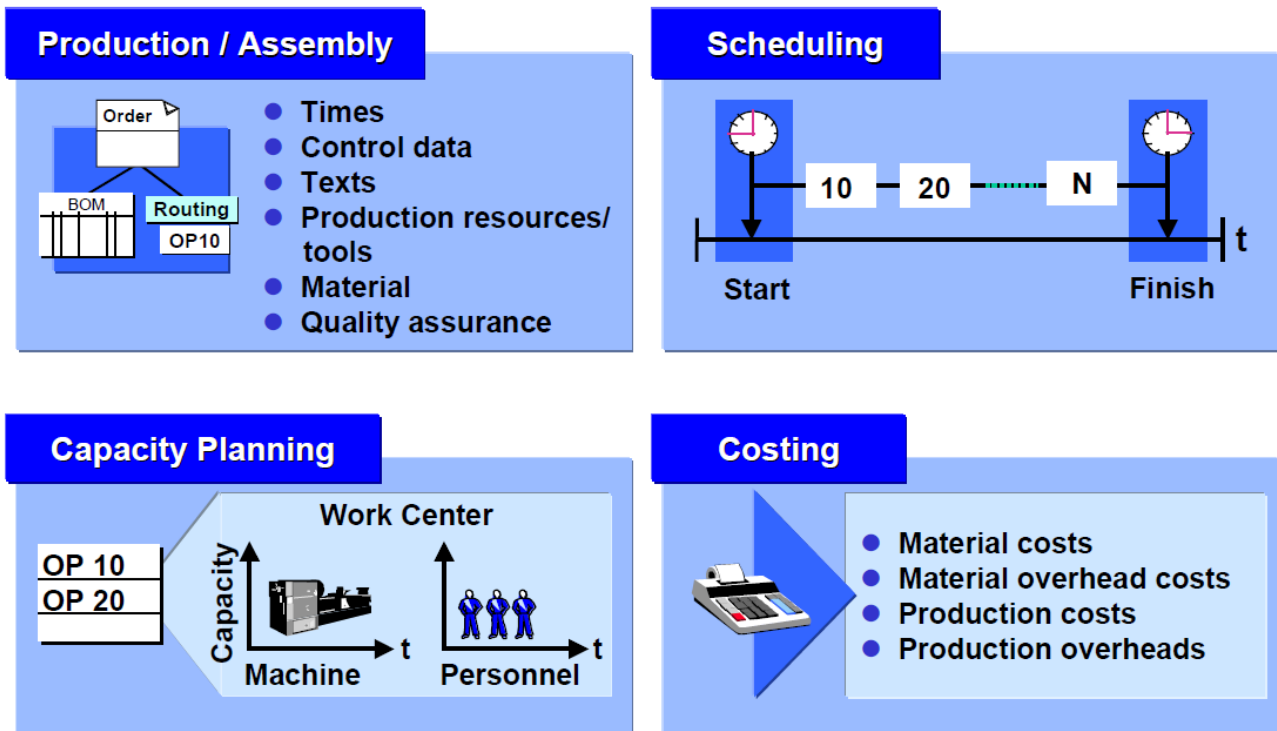 Production / Assembly
Order
BOM
Routing
OP10
Times
Control data
Texts
Production resources/
tools
Material
Quality assurance
Scheduling
10
20
N
t
Start
Finish
Capacity Planning
OP 10
OP 20
Work Center
Capacity
t
t
Machine
Personnel
Costing
Material costs
Material overhead costs
Production costs
Production overheads